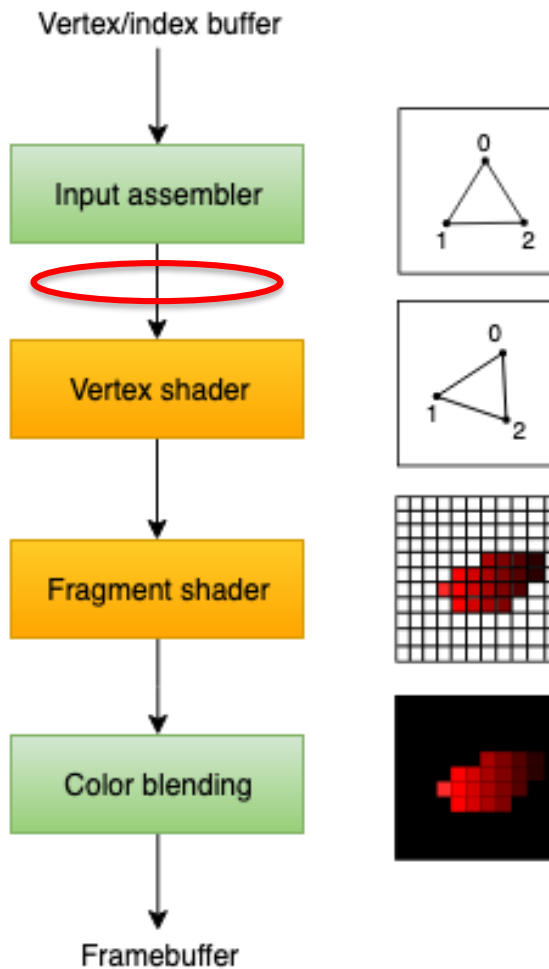 Vertex/index buffer
Input assembler
0
1
2
Vertex shader
0
1
2
Fragment shader
Color blending
Framebuffer